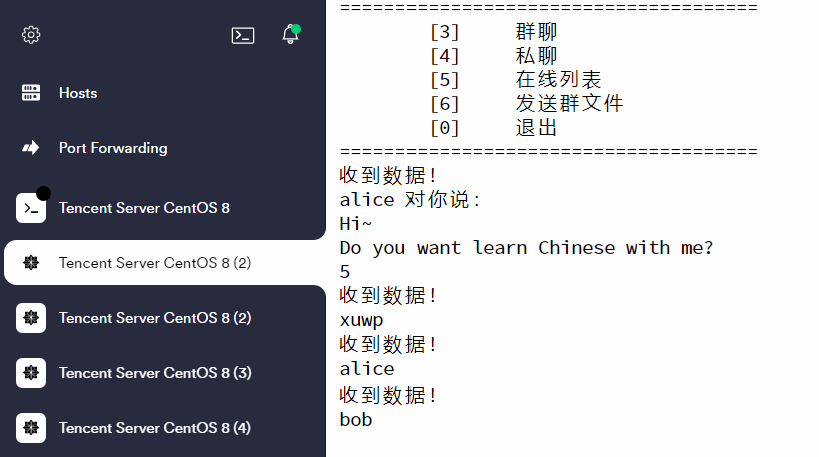 Hosts
Port Forwarding
Tencent Server CentOS 8
Tencent Server CentOS 8 (2)
Tencent Server CentOS 8 (2)
Tencent Server CentOS 8 (3)
Tencent Server CentOS 8 (4)
======================================
[3] 群聊
[4] 私聊
[5] 在线列表
[6] 发送群文件
[0] 退出
======================================
收到数据!
alice 对你说:
Hi~
Do you want learn Chinese with me?
5
收到数据!
xuwp
收到数据!
alice
收到数据!
bob